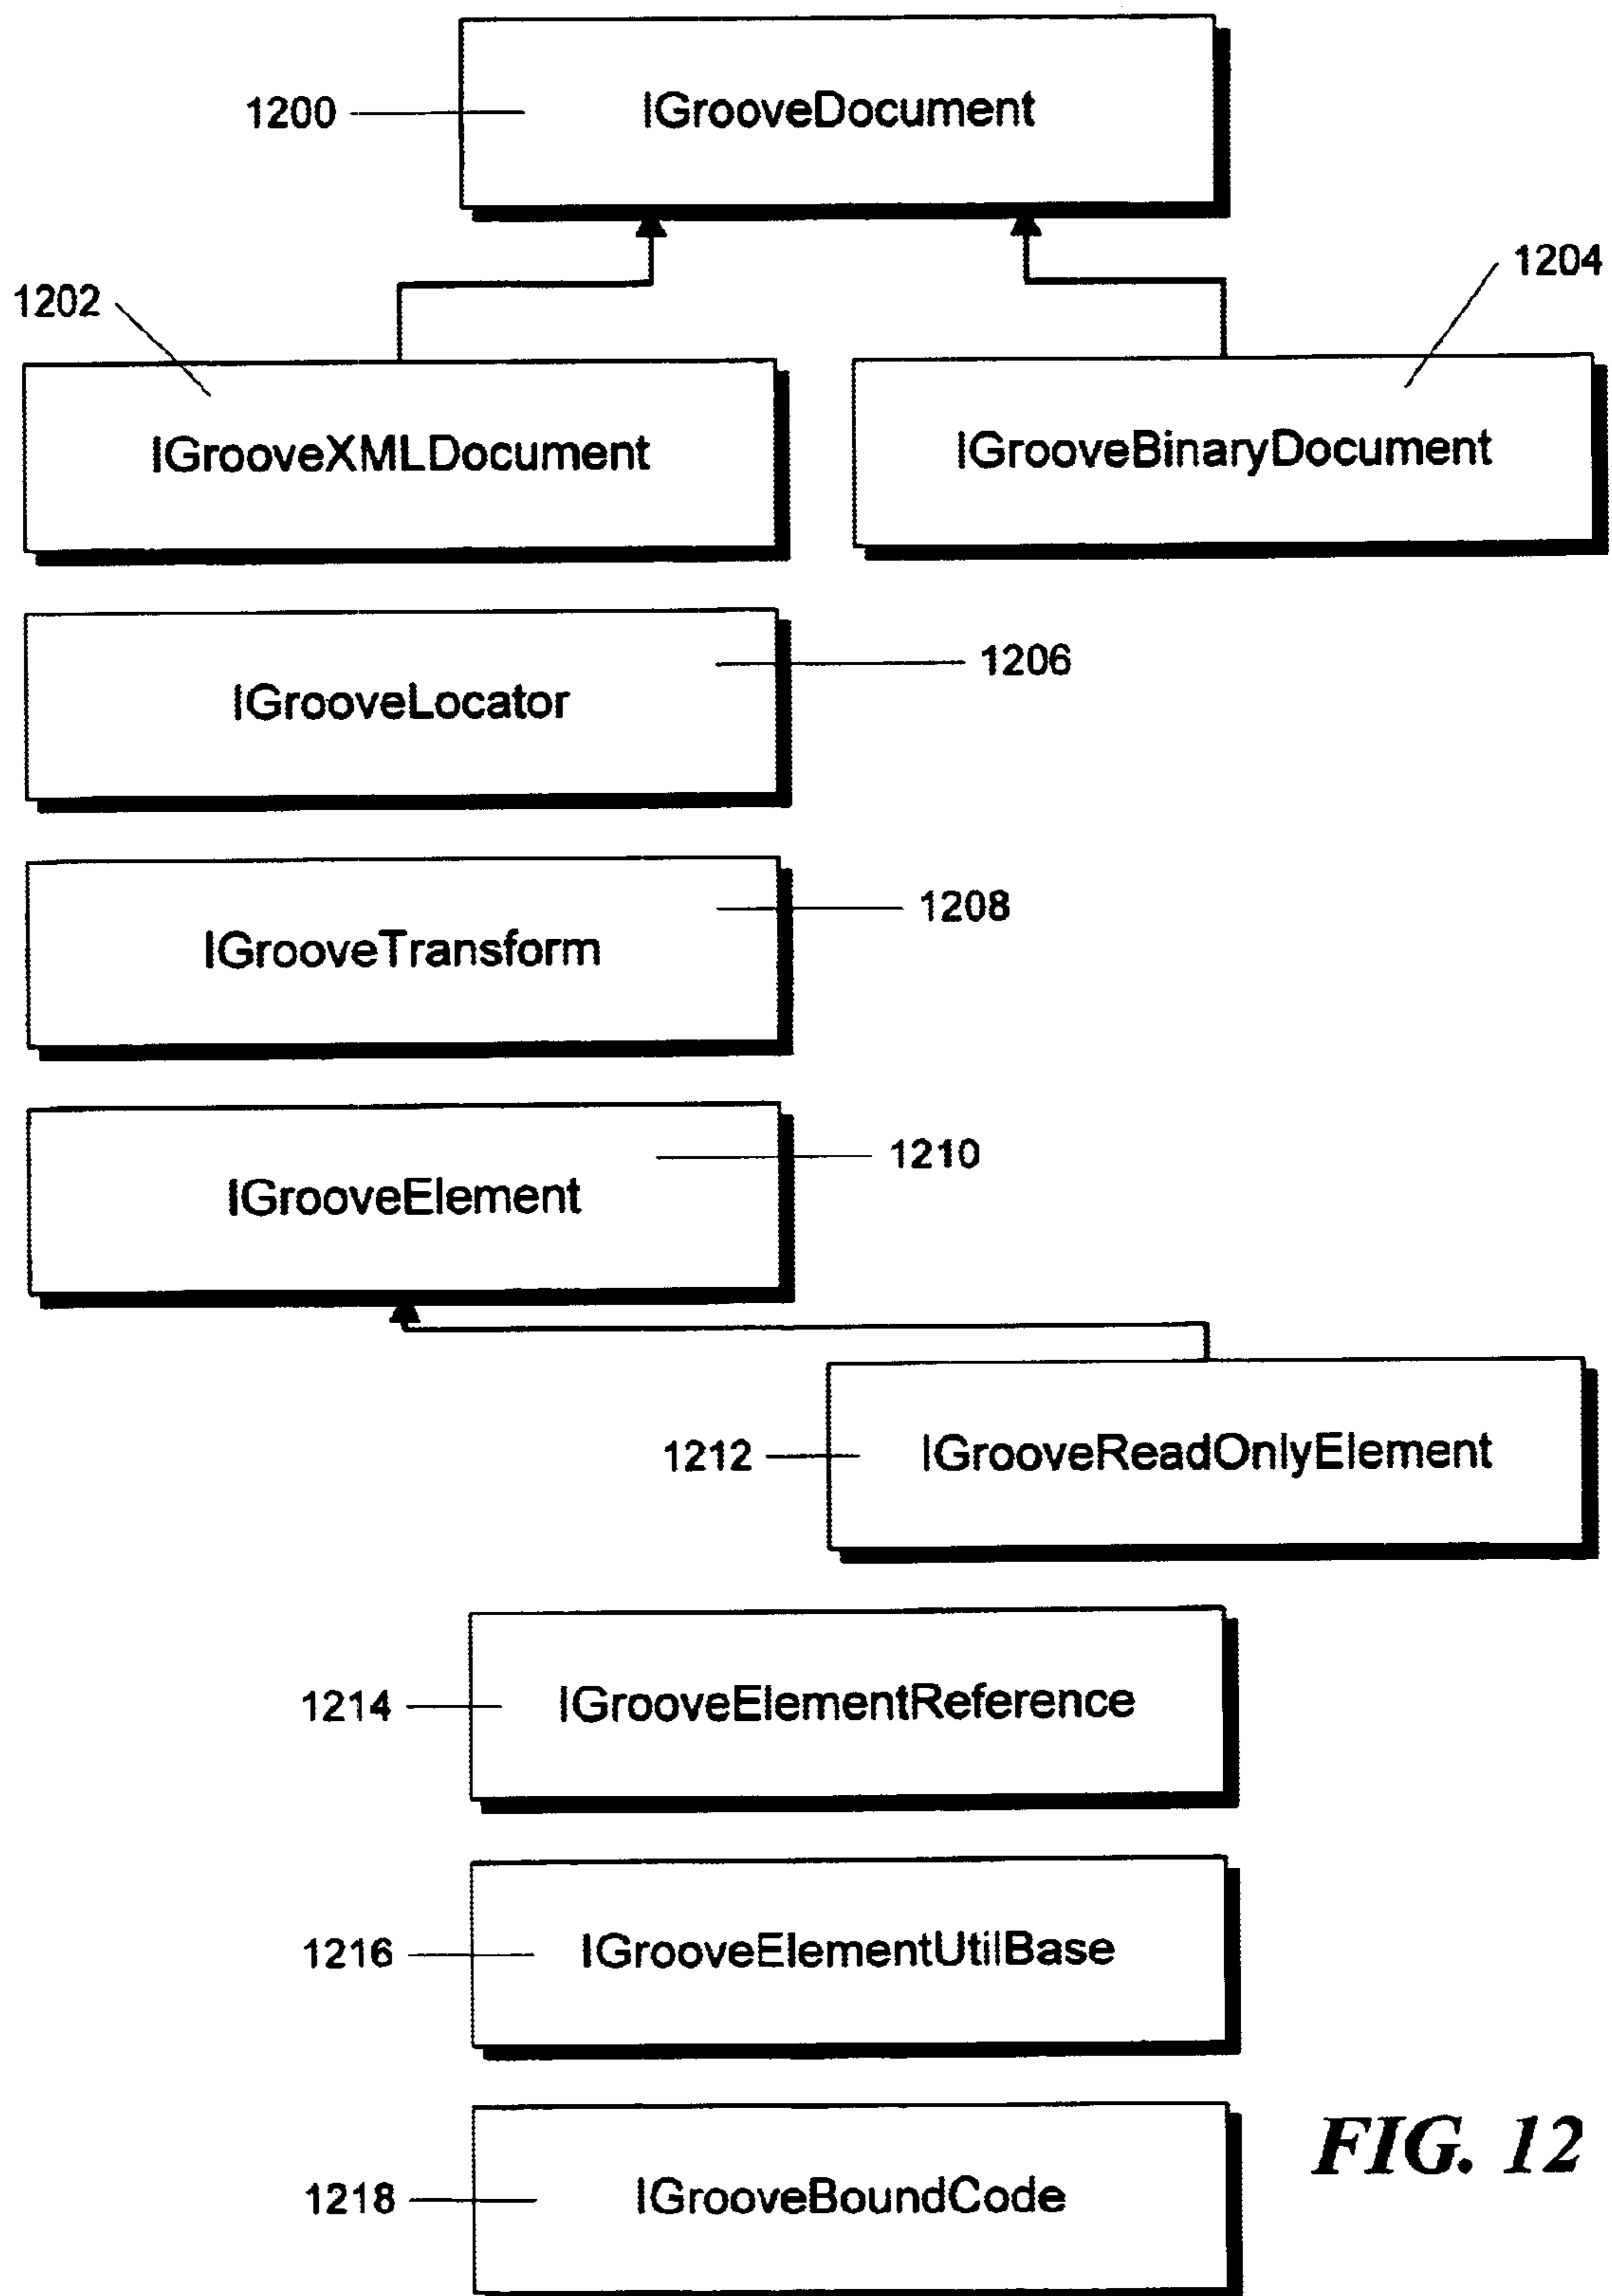 1200
IGrooveDocument
1202
1204
IGrooveXMLDocument
IGrooveBinaryDocument
1206
IGrooveLocator
1208
IGrooveTransform
1210
IGrooveElement
1212
IGrooveReadOnlyElement
1214
IGrooveElementReference
1216
IGrooveElementUtilBase
1218
IGrooveBoundCode
FIG. 12